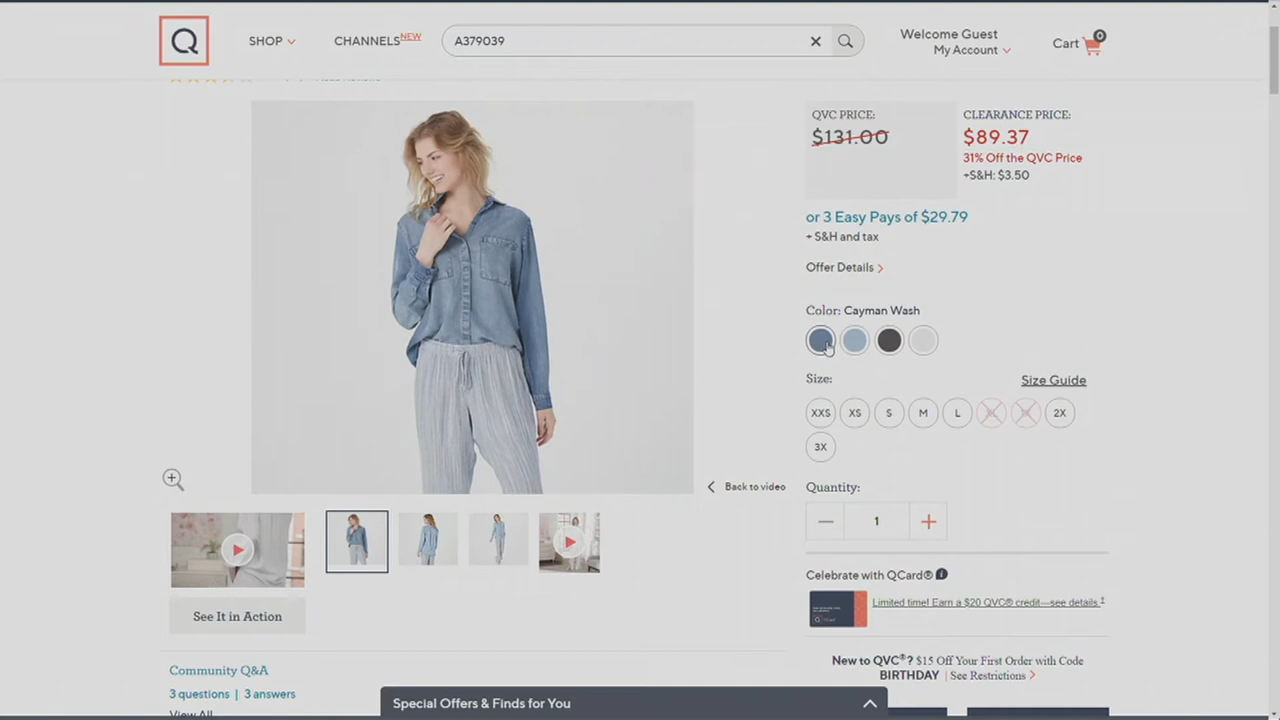 Q
SHOP
CHANNELS NEW
A379039
Welcome Guest
My Account
Cart 0
QVC PRICE:
$131.00
CLEARANCE PRICE:
$89.37
31% Off the QVC Price
+S&H: $3.50
or 3 Easy Pays of $29.79
+ S&H and tax
Offer Details
Color: Cayman Wash
Size:
Size Guide
XXS XS S M L 2X
3X
Back to video
Quantity:
1
See It in Action
Celebrate with QCard®
Limited time! Earn a $20 QVC® credit—see details.‡
New to QVC®? $15 Off Your First Order with Code
BIRTHDAY | See Restrictions
Community Q&A
3 questions | 3 answers
View All
Special Offers & Finds for You